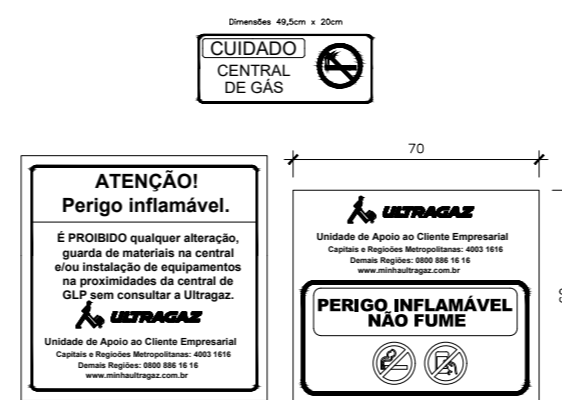 Dimensões 49,5cm x 20cm
CUIDADO
CENTRAL
DE GÁS
ATENÇÃO!
Perigo inflamável.
É PROIBIDO qualquer alteração,
guarda de materiais na central
e/ou instalação de equipamentos
na proximidades da central de
GLP sem consultar a Ultragaz.
ULTRAGAZ
Unidade de Apoio ao Cliente Empresarial
Capitais e Regioões Metropolitanas: 4003 1616
Demais Regiões: 0800 886 16 16
www.minhaultragaz.com.br
70
ULTRAGAZ
Unidade de Apoio ao Cliente Empresarial
Capitais e Regioões Metropolitanas: 4003 1616
Demais Regiões: 0800 886 16 16
www.minhaultragaz.com.br
PERIGO INFLAMÁVEL
NÃO FUME